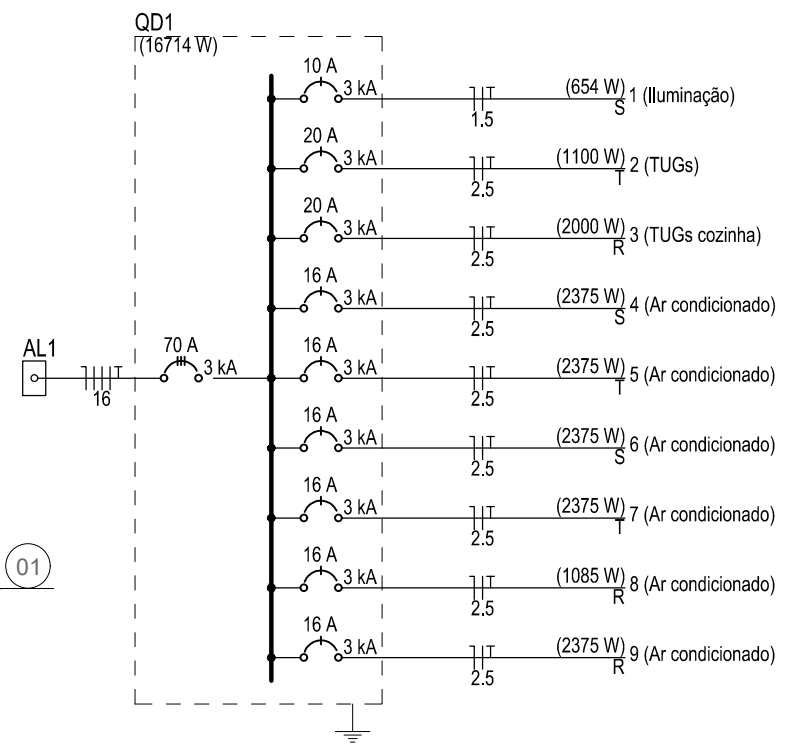 QD1
(16714 W)
10 A
3 kA
1.5
(654 W)
S
1 (Iluminação)
20 A
3 kA
T
2.5
(1100 W)
T
2 (TUGs)
20 A
3 kA
T
2.5
(2000 W)
R
3 (TUGs cozinha)
16 A
3 kA
T
2.5
(2375 W)
S
4 (Ar condicionado)
AL1
T
16
70 A
3 kA
16 A
3 kA
T
2.5
(2375 W)
T
5 (Ar condicionado)
16 A
3 kA
T
2.5
(2375 W)
S
6 (Ar condicionado)
16 A
3 kA
T
2.5
(2375 W)
T
7 (Ar condicionado)
01
16 A
3 kA
T
2.5
(1085 W)
R
8 (Ar condicionado)
16 A
3 kA
T
2.5
(2375 W)
R
9 (Ar condicionado)